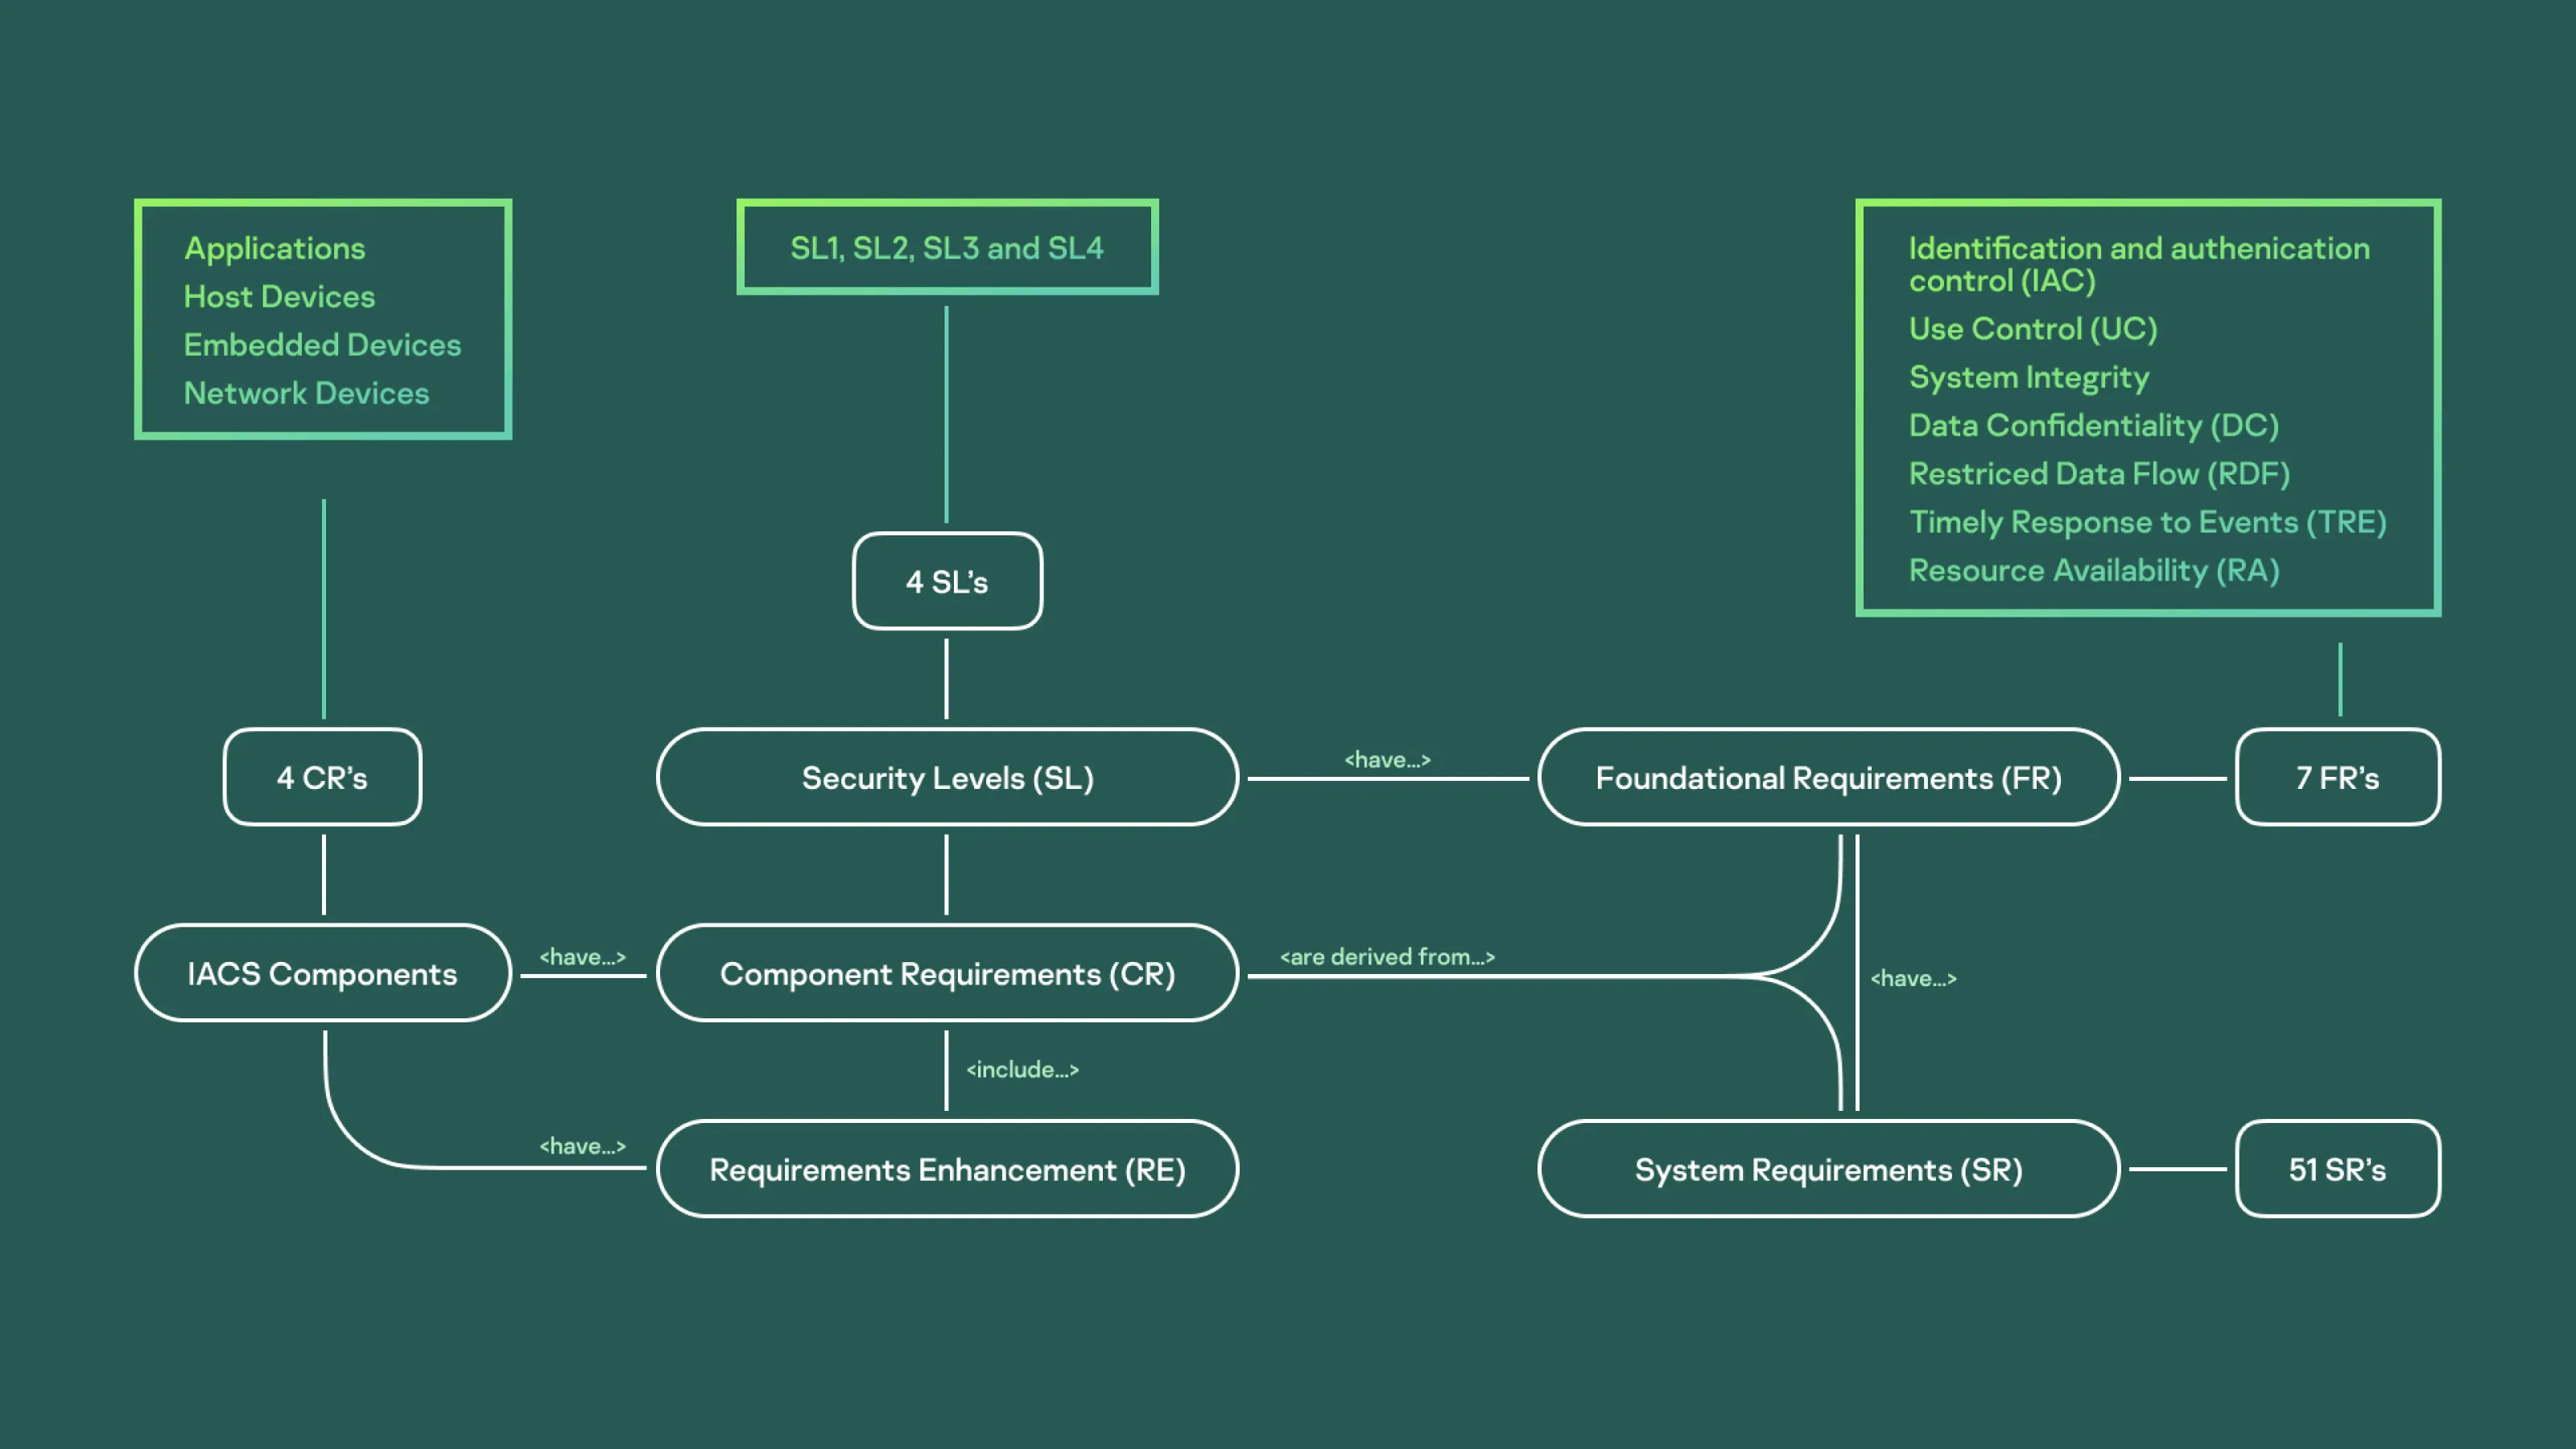 Applications
Host Devices
Embedded Devices
Network Devices
SL1, SL2, SL3 and SL4
Identification and authenication
control (IAC)
Use Control (UC)
System Integrity
Data Confidentiality (DC)
Restriced Data Flow (RDF)
Timely Response to Events (TRE)
Resource Availability (RA)
4 SL’s
4 CR’s
Security Levels (SL)
<have...>
Foundational Requirements (FR)
7 FR’s
IACS Components
<have...>
Component Requirements (CR)
<are derived from...>
<have...>
<include...>
<have...>
Requirements Enhancement (RE)
System Requirements (SR)
51 SR’s